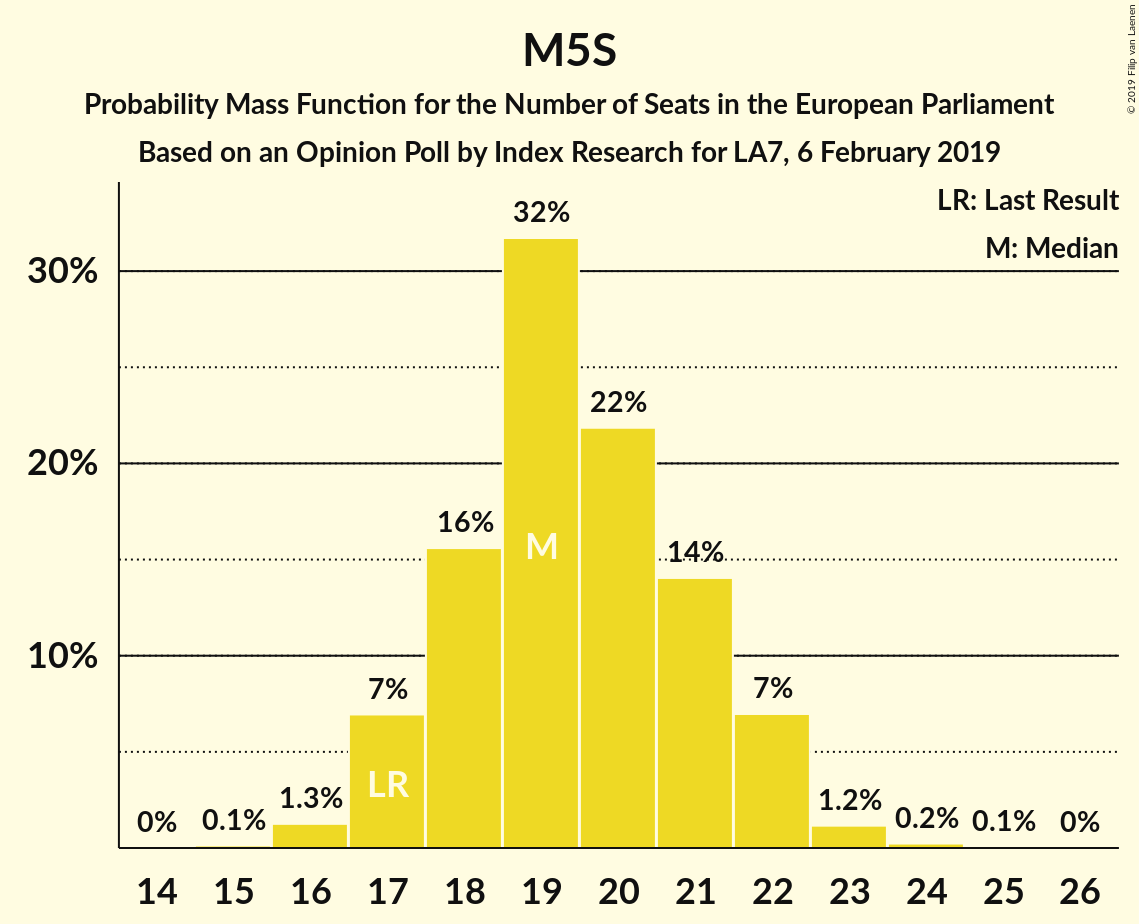 M5S
Probability Mass Function for the Number of Seats in the European Parliament
Based on an Opinion Poll by Index Research for LA7, 6 February 2019
© 2019 Filip van Laenen
LR: Last Result
M: Median
30%
20%
10%
0%
0.1%
1.3%
7%
16%
32%
22%
14%
7%
1.2%
0.2%
0.1%
0%
LR
M
14 15 16 17 18 19 20 21 22 23 24 25 26